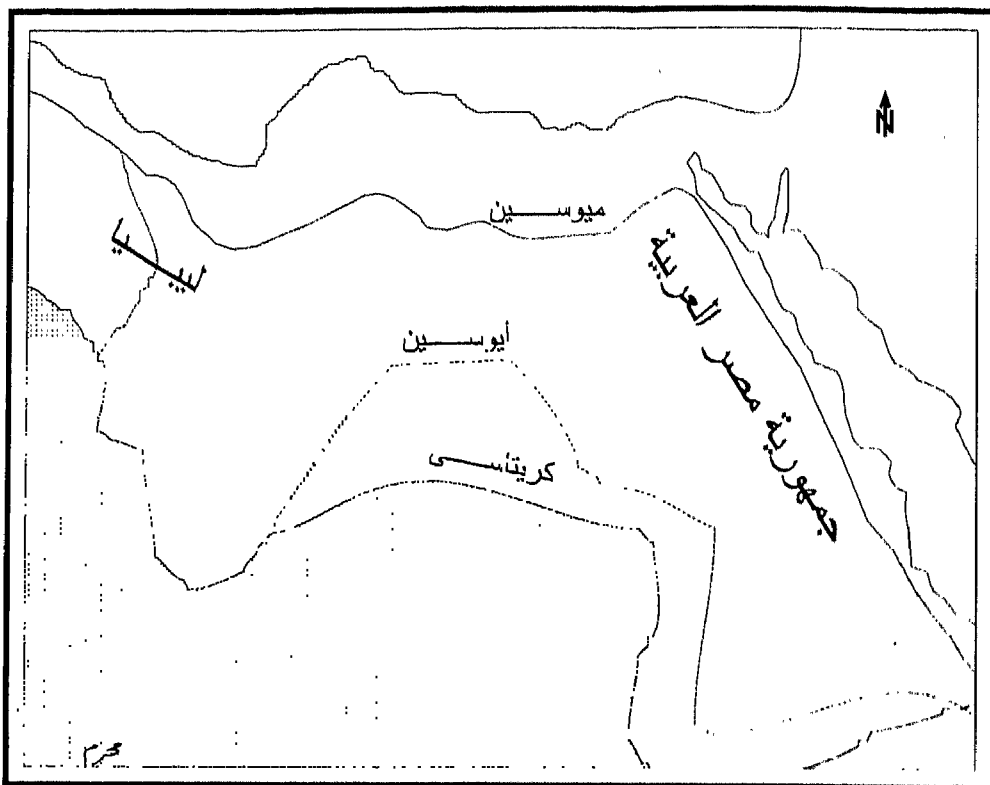 N
ميوسين
ليبيا
جمهورية مصر العربية
أيوسين
كريتاسى
محرم